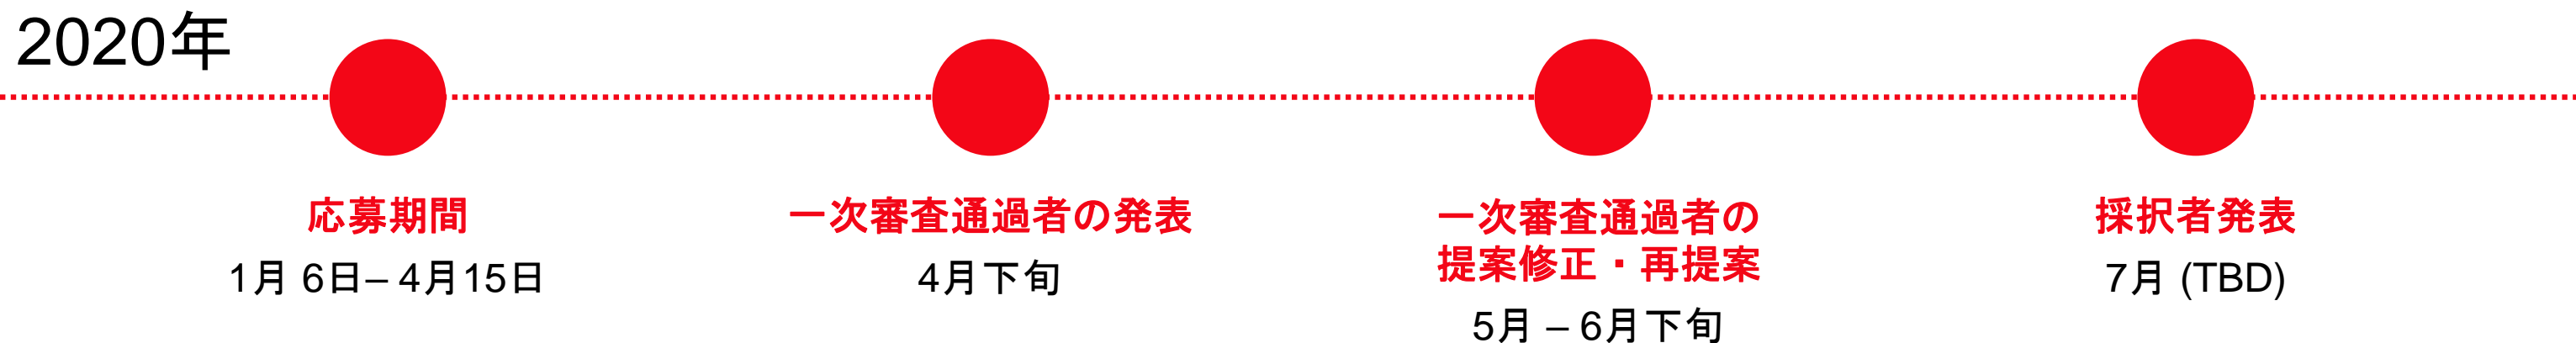 2020年
応募期間
1月 6日– 4月15日
一次審査通過者の発表
4月下旬
一次審査通過者の
提案修正・再提案
5月 – 6月下旬
採択者発表
7月 (TBD)